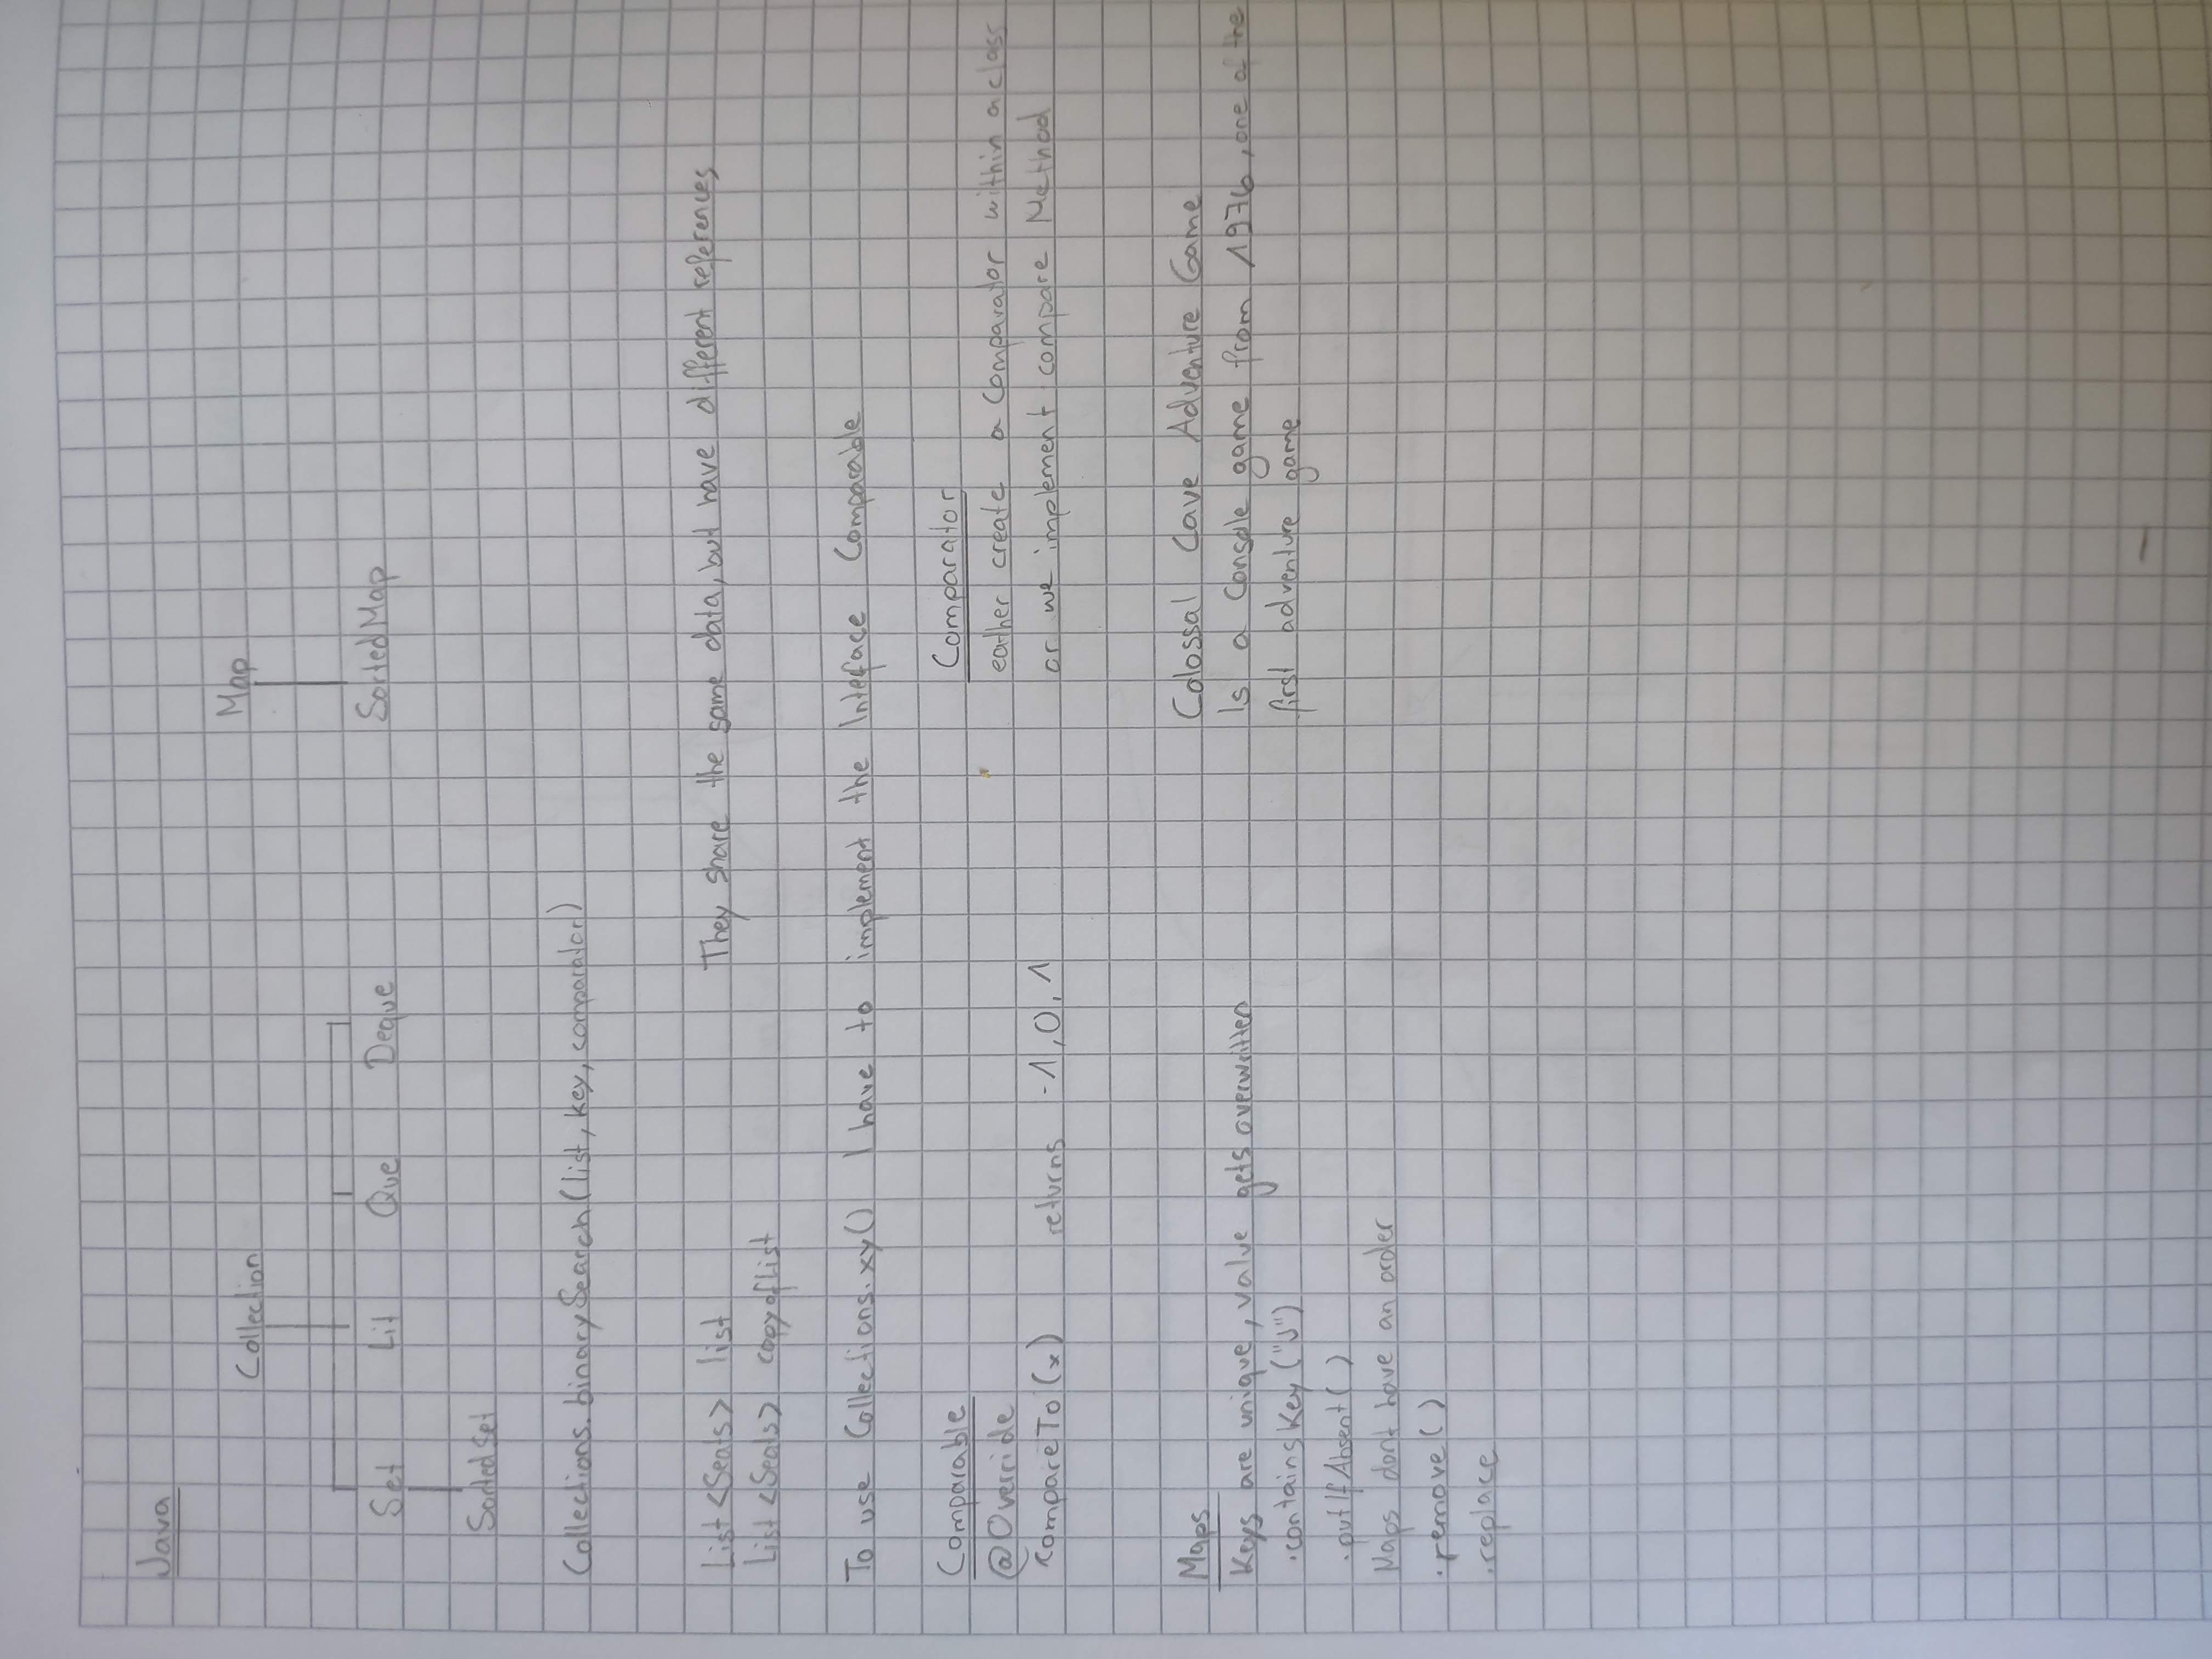 Java
Collection
Map
Set Lit Que Deque
SortedMap
SortedSet
Collections.binarySearch(list, key, comparator)
List <Seats> list
They share the same data, but have different references
List <Seats> copyofList
To use Collections.xy() I have to implement the Inteface Comparable
Comparable
@Override
compareTo(x) returns -1, 0, 1
Comparator
eather create a Comparator within a class
or we implement compare Method
Maps
Keys are unique, value gets overwritten
.containsKey("J")
.putIfAbsent( )
Maps don't have an order
.remove( )
.replace
Colossal Cave Adventure Game
Is a Console game from 1976, one of the
first adventure game